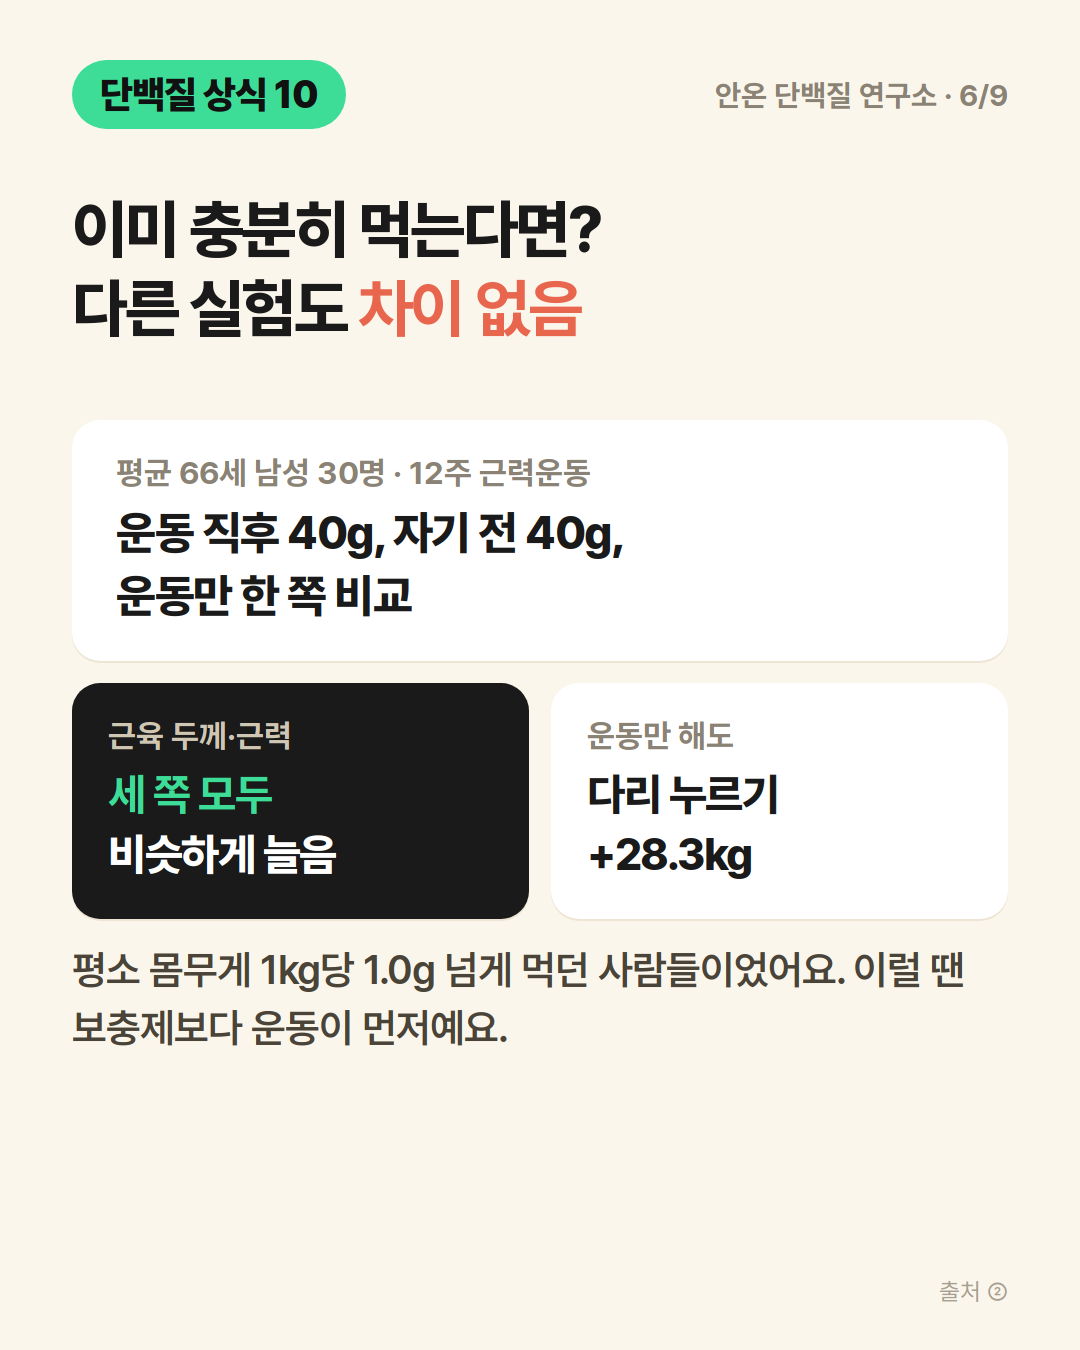 단백질 상식 10
안온 단백질 연구소 · 6/9
이미 충분히 먹는다면?
다른 실험도 차이 없음
평균 66세 남성 30명 · 12주 근력운동
운동 직후 40g, 자기 전 40g,
운동만 한 쪽 비교
근육 두께·근력
세 쪽 모두
비슷하게 늘음
운동만 해도
다리 누르기
+28.3kg
평소 몸무게 1kg당 1.0g 넘게 먹던 사람들이었어요. 이럴 땐
보충제보다 운동이 먼저예요.
출처 ②